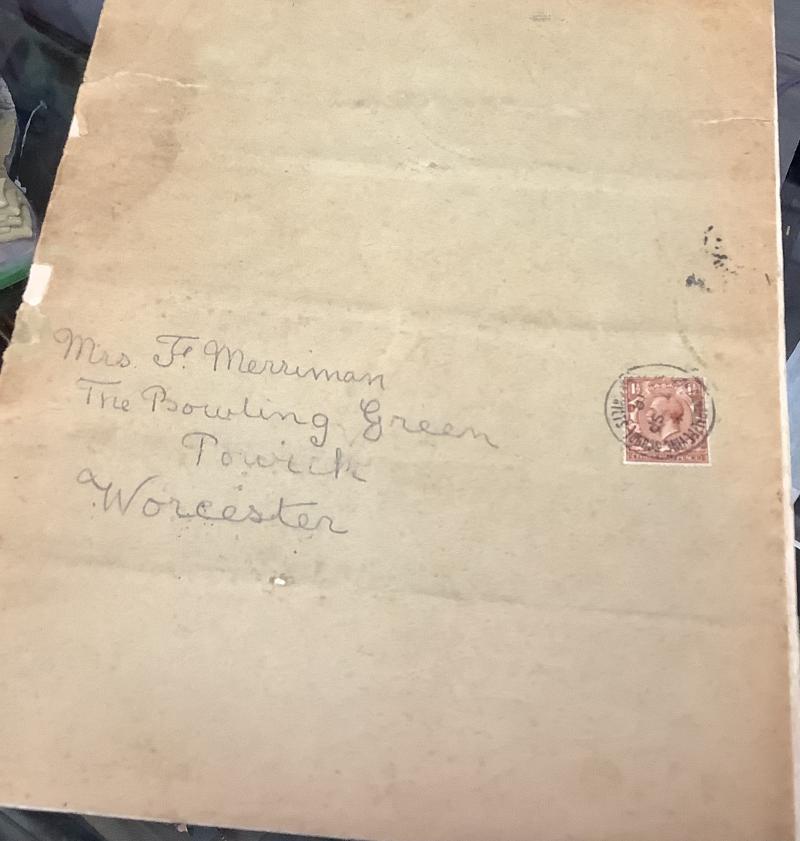 Mrs. F. Merriman
The Bowling Green
Powick
Worcester